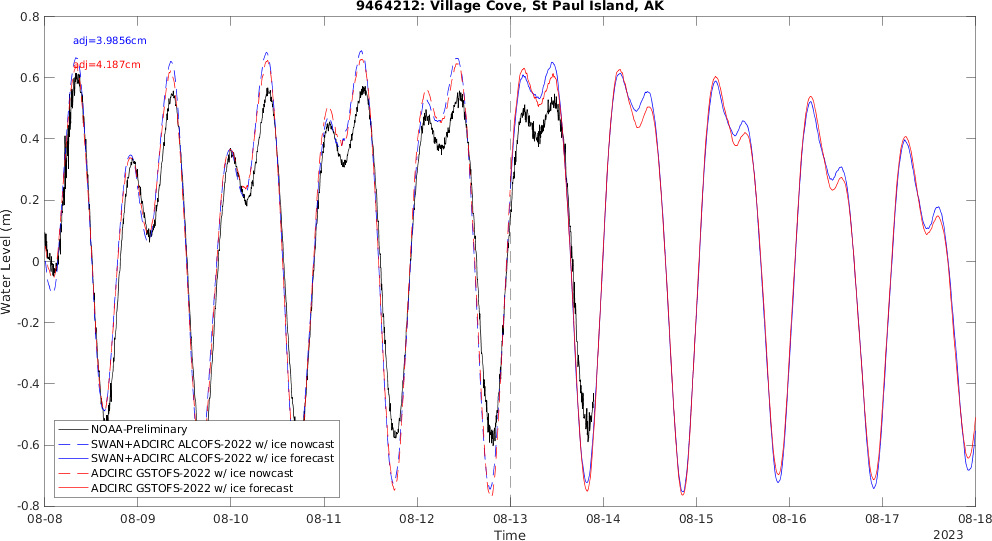 9464212: Village Cove, St Paul Island, AK
adj=3.9856cm
adj=4.187cm
Water Level (m)
0.8
0.6
0.4
0.2
0
-0.2
-0.4
-0.6
-0.8
NOAA-Preliminary
SWAN+ADCIRC ALCOFS-2022 w/ ice nowcast
SWAN+ADCIRC ALCOFS-2022 w/ ice forecast
ADCIRC GSTOFS-2022 w/ ice nowcast
ADCIRC GSTOFS-2022 w/ ice forecast
08-08 08-09 08-10 08-11 08-12 08-13 08-14 08-15 08-16 08-17 08-18
Time
2023